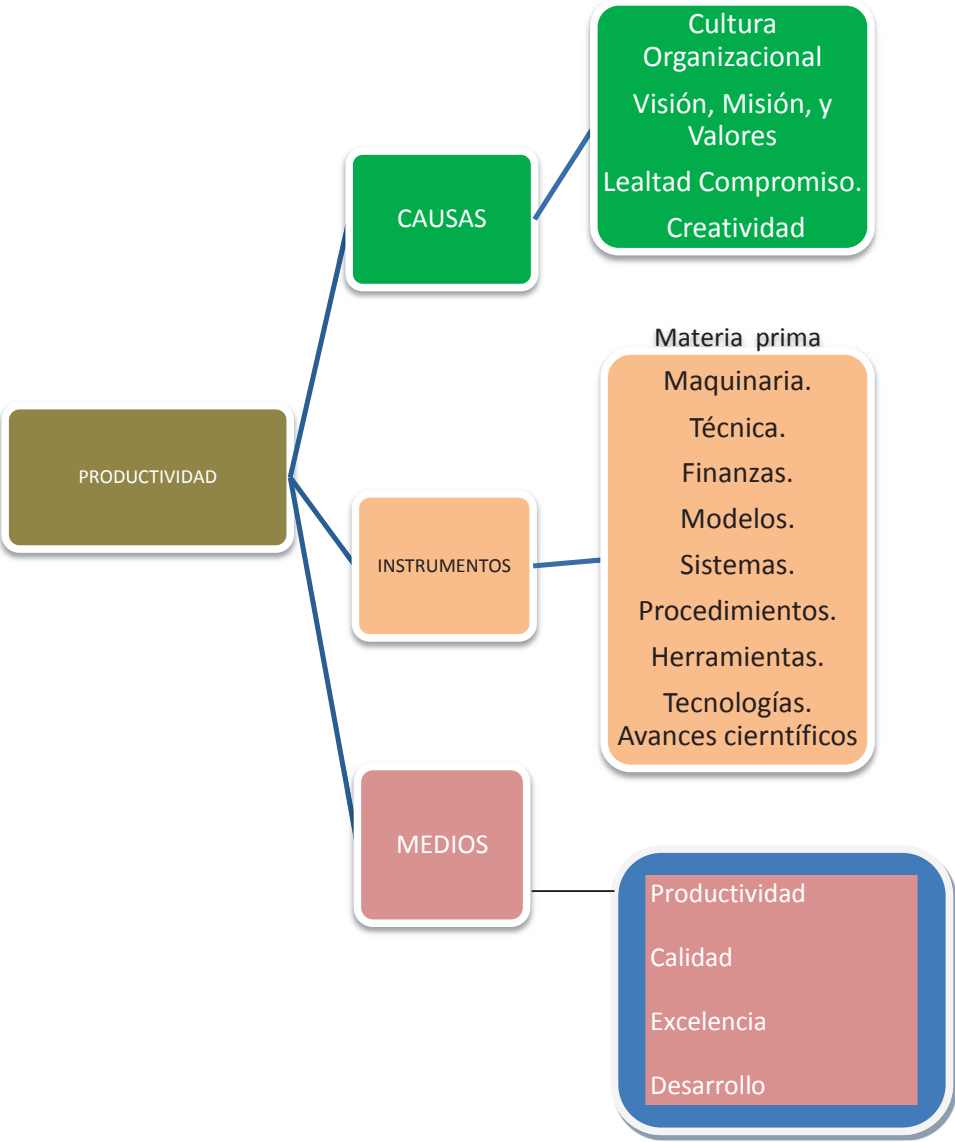 PRODUCTIVIDAD
CAUSAS
Cultura
Organizacional
Visión, Misión, y
Valores
Lealtad Compromiso.
Creatividad
INSTRUMENTOS
Materia prima
Maquinaria.
Técnica.
Finanzas.
Modelos.
Sistemas.
Procedimientos.
Herramientas.
Tecnologías.
Avances cierntíficos
MEDIOS
Productividad
Calidad
Excelencia
Desarrollo